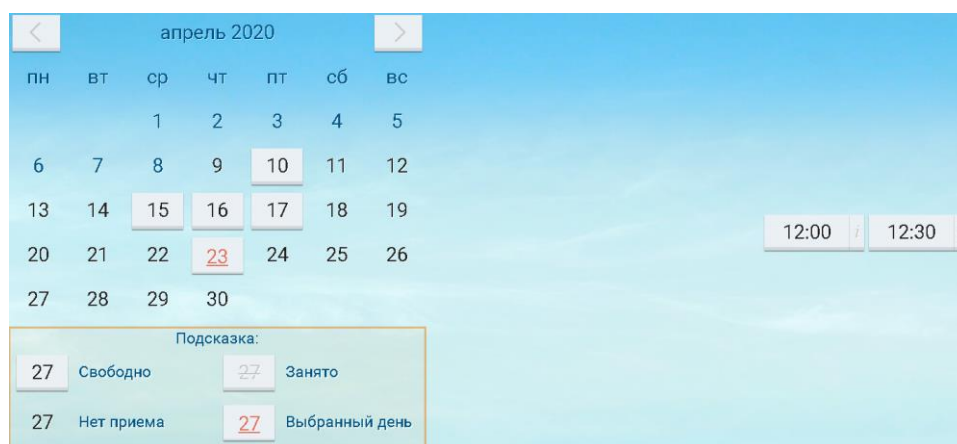 < апрель 2020 >
пн вт ср чт пт сб вс
1 2 3 4 5
6 7 8 9 10 11 12
13 14 15 16 17 18 19
20 21 22 23 24 25 26
27 28 29 30
12:00 i 12:30
Подсказка:
27 Свободно 27 Занято
27 Нет приема 27 Выбранный день